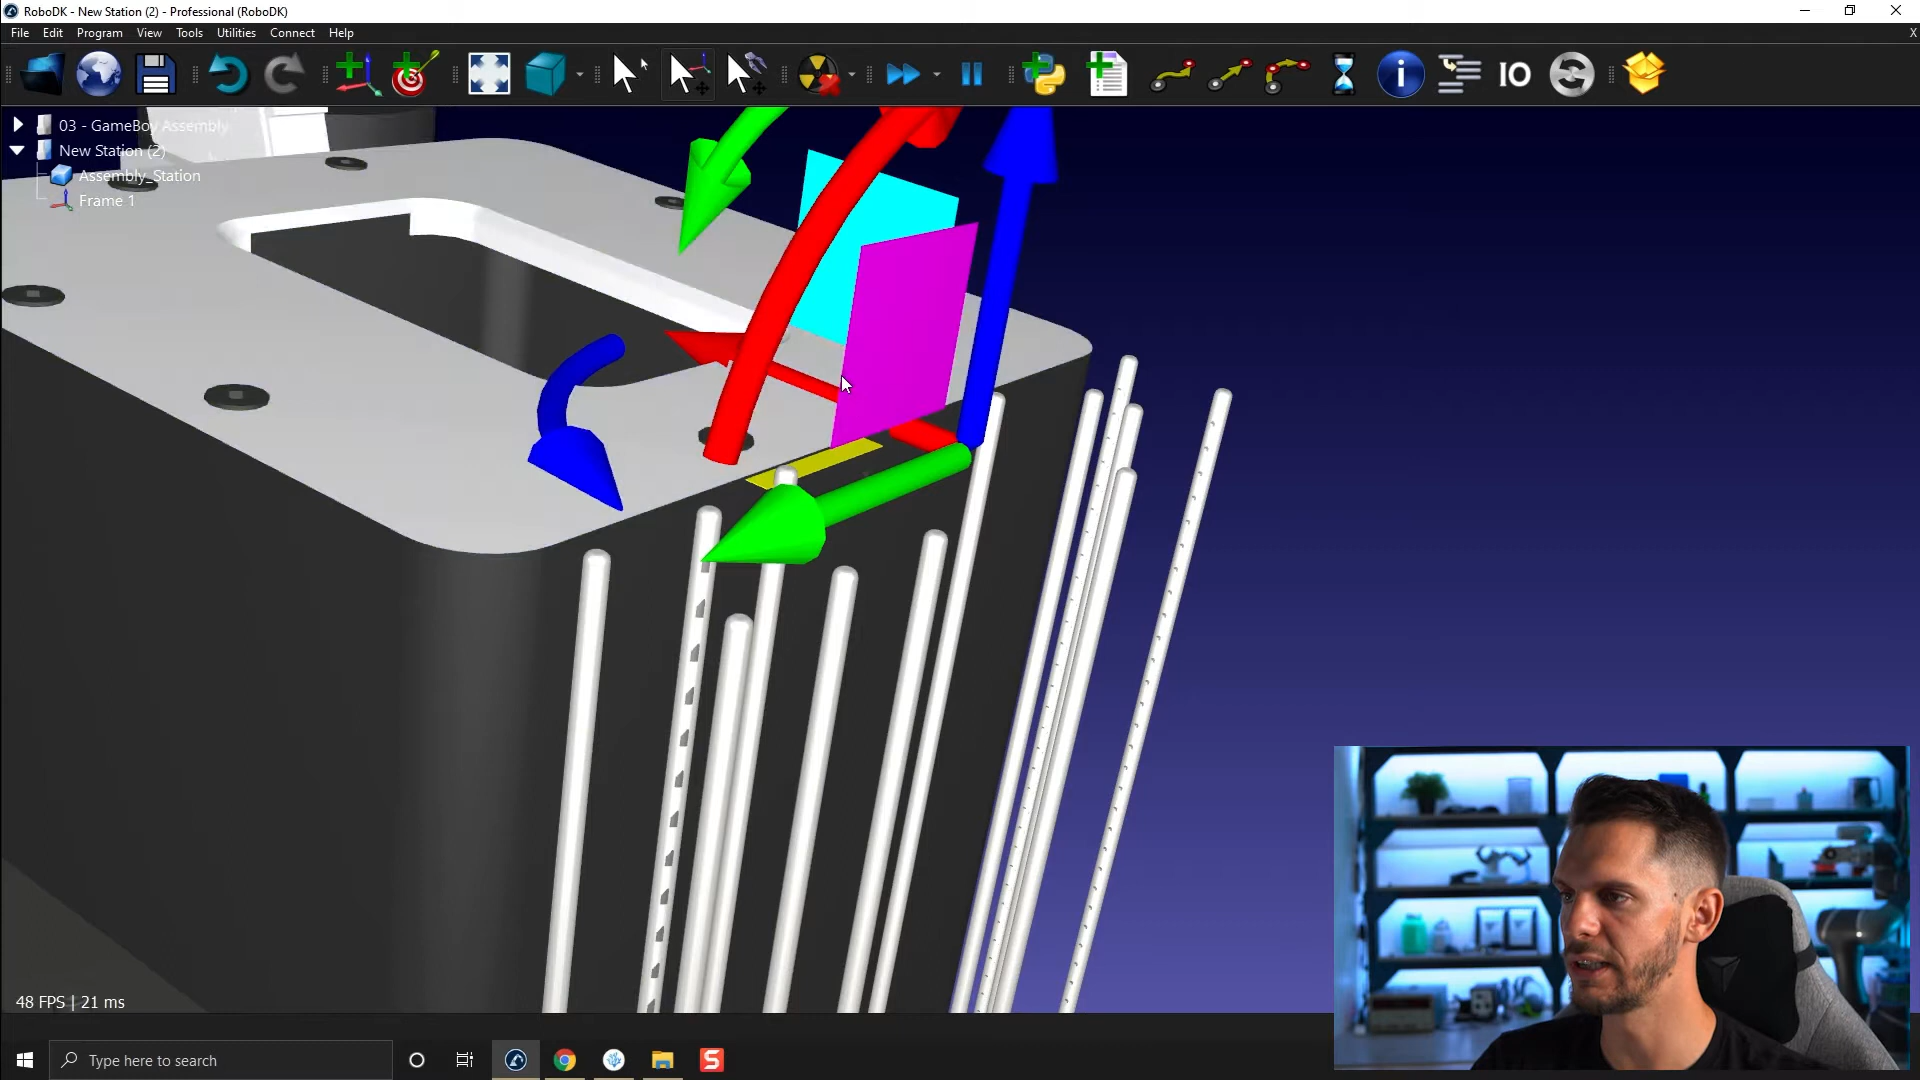 RoboDK - New Station (2) - Professional (RoboDK)
File Edit Program View Tools Utilities Connect Help X
IO
03 - GameBoy Assembly
New Station (2)
Assembly_Station
Frame 1
48 FPS | 21 ms
Type here to search
S